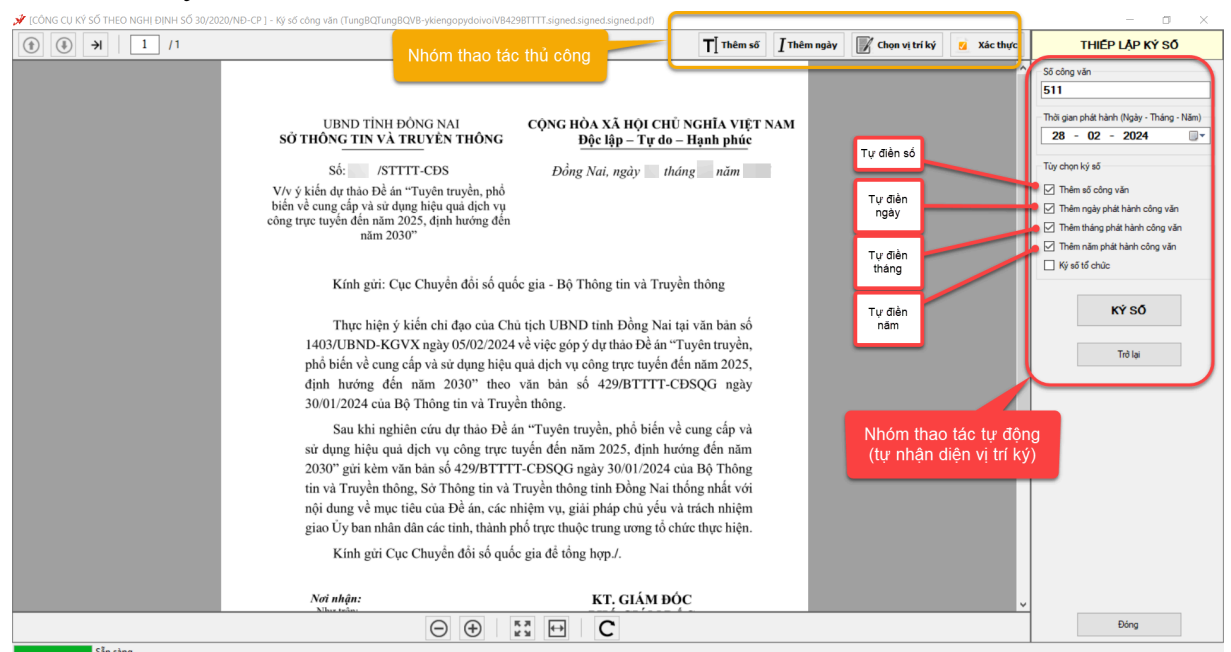 [CÔNG CỤ KÝ SỐ THEO NGHỊ ĐỊNH SỐ 30/2020/NĐ-CP ] - Ký số công văn (TungBQTungBQVB-ykiengopydoivoiVB429BTTTT.signed.signed.signed.pdf)
1 / 1
Nhóm thao tác thủ công
Thêm số
Thêm ngày
Chọn vị trí ký
Xác thực
THIẾP LẬP KÝ SỐ
Số công văn
511
Thời gian phát hành (Ngày - Tháng - Năm)
28 - 02 - 2024
Tùy chọn ký số
Thêm số công văn
Thêm ngày phát hành công văn
Thêm tháng phát hành công văn
Thêm năm phát hành công văn
Ký số tổ chức
KÝ SỐ
Trở lại
Tự điền số
Tự điền
ngày
Tự điền
tháng
Tự điền
năm
Nhóm thao tác tự động
(tự nhận diện vị trí ký)
UBND TỈNH ĐỒNG NAI
SỞ THÔNG TIN VÀ TRUYỀN THÔNG
CỘNG HÒA XÃ HỘI CHỦ NGHĨA VIỆT NAM
Độc lập – Tự do – Hạnh phúc
Số: /STTTT-CĐS
Đồng Nai, ngày tháng năm
V/v ý kiến dự thảo Đề án “Tuyên truyền, phổ
biến về cung cấp và sử dụng hiệu quả dịch vụ
công trực tuyến đến năm 2025, định hướng đến
năm 2030”
Kính gửi: Cục Chuyển đổi số quốc gia - Bộ Thông tin và Truyền thông
Thực hiện ý kiến chỉ đạo của Chủ tịch UBND tỉnh Đồng Nai tại văn bản số
1403/UBND-KGVX ngày 05/02/2024 về việc góp ý dự thảo Đề án “Tuyên truyền,
phổ biến về cung cấp và sử dụng hiệu quả dịch vụ công trực tuyến đến năm 2025,
định hướng đến năm 2030” theo văn bản số 429/BTTTT-CĐSQG ngày
30/01/2024 của Bộ Thông tin và Truyền thông.
Sau khi nghiên cứu dự thảo Đề án “Tuyên truyền, phổ biến về cung cấp và
sử dụng hiệu quả dịch vụ công trực tuyến đến năm 2025, định hướng đến năm
2030” gửi kèm văn bản số 429/BTTTT-CĐSQG ngày 30/01/2024 của Bộ Thông
tin và Truyền thông, Sở Thông tin và Truyền thông tỉnh Đồng Nai thống nhất với
nội dung về mục tiêu của Đề án, các nhiệm vụ, giải pháp chủ yếu và trách nhiệm
giao Ủy ban nhân dân các tỉnh, thành phố trực thuộc trung ương tổ chức thực hiện.
Kính gửi Cục Chuyển đổi số quốc gia để tổng hợp./.
Nơi nhận:
KT. GIÁM ĐỐC
Đóng
Sẵn sàng